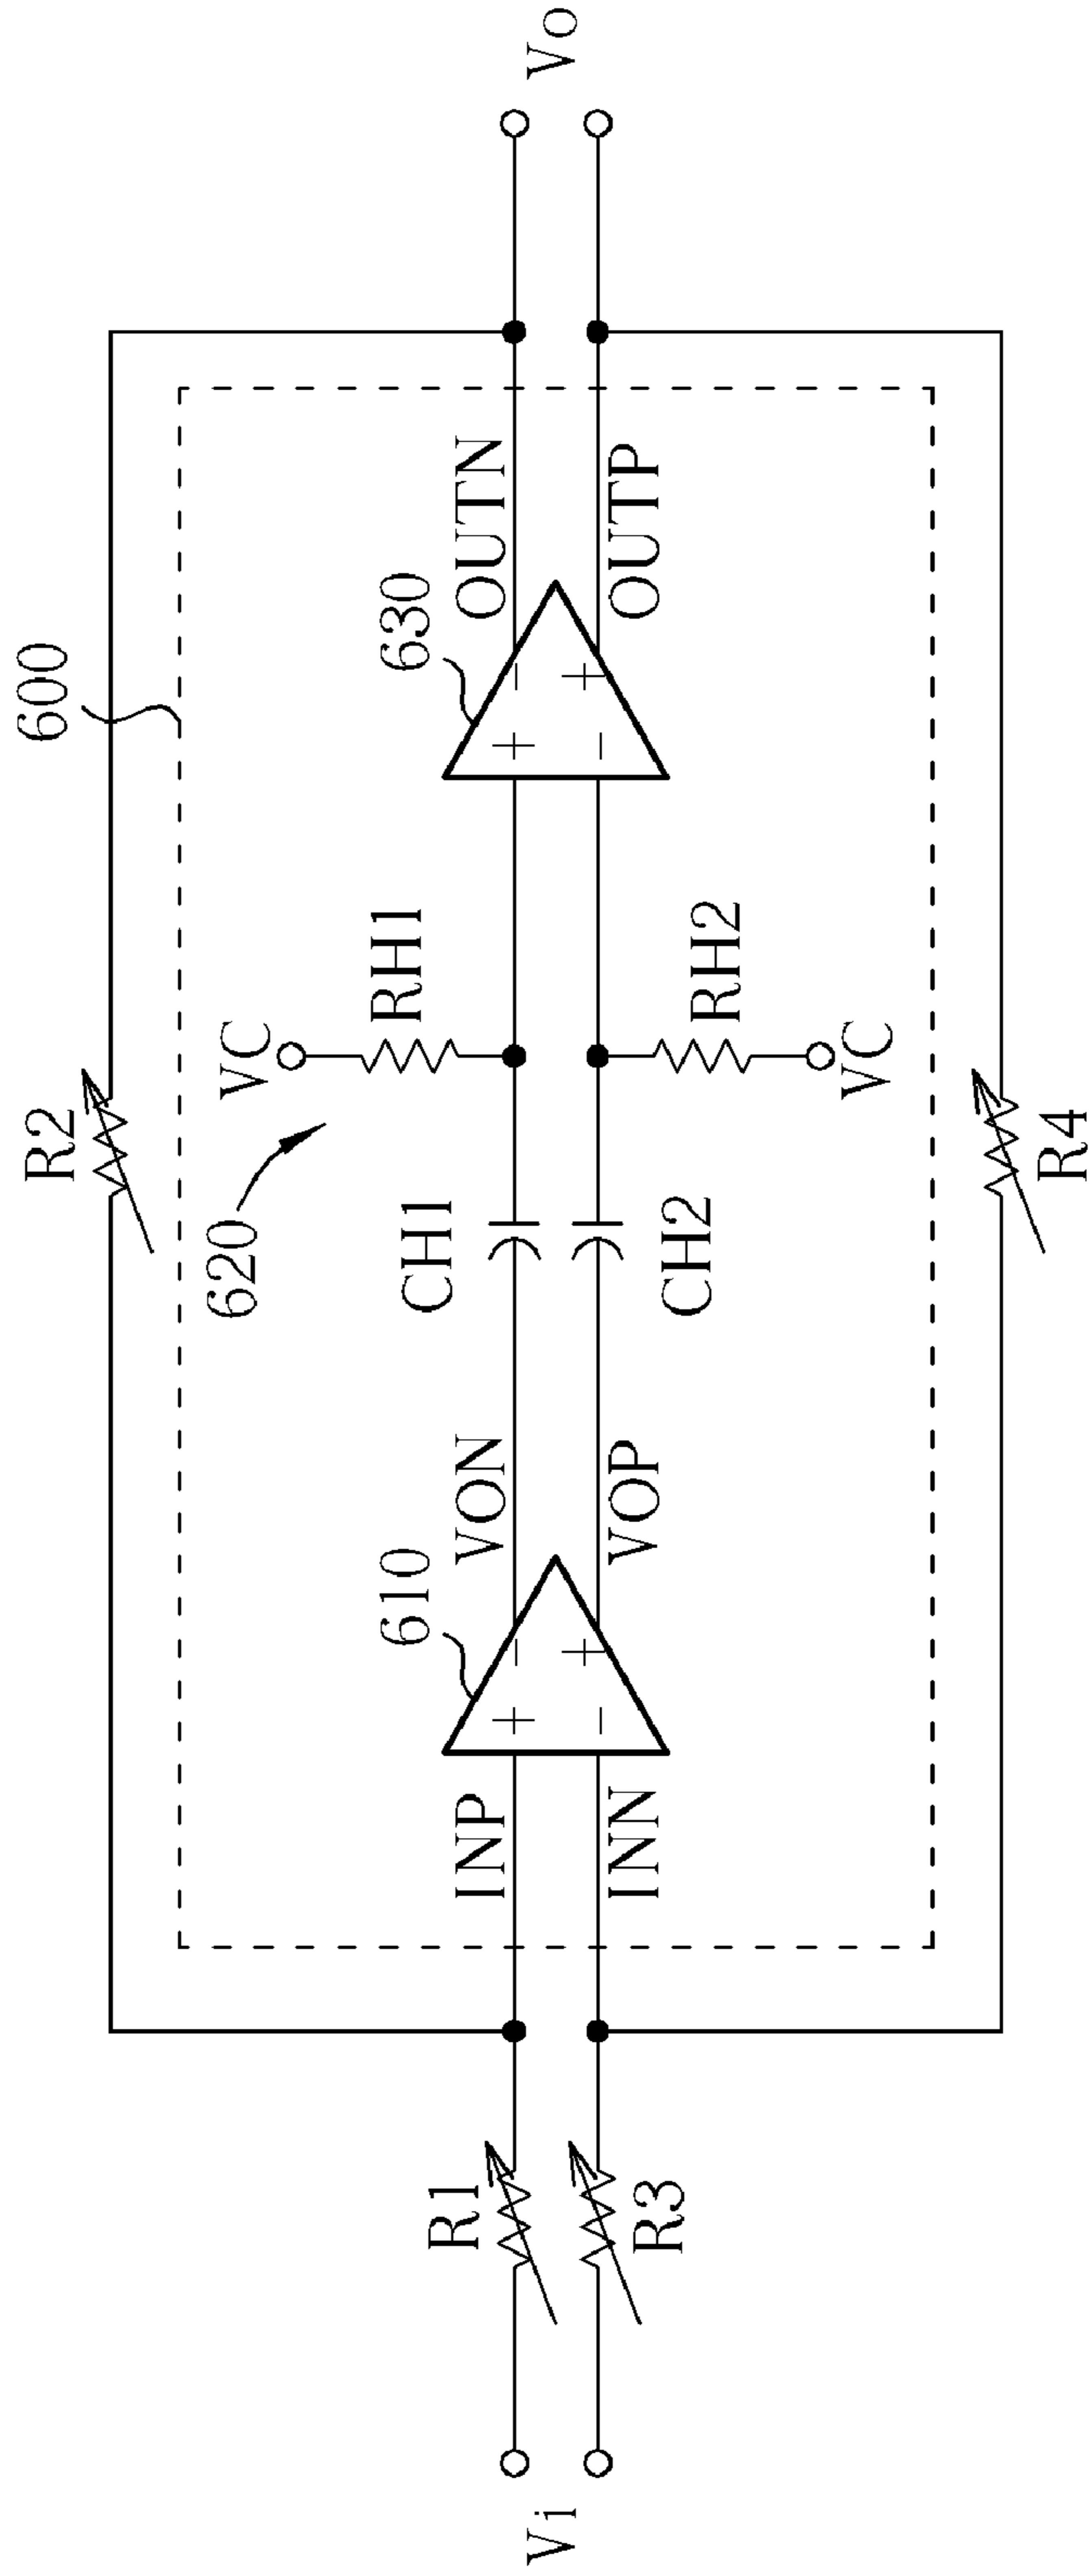 600
R2
VC
620
RH1
630
CH1
610
VON
OUTN
INP
R1
Vi
Vo
R3
INN
VOP
OUTP
CH2
RH2
VC
R4
+
-
-
+
+
-
-
+